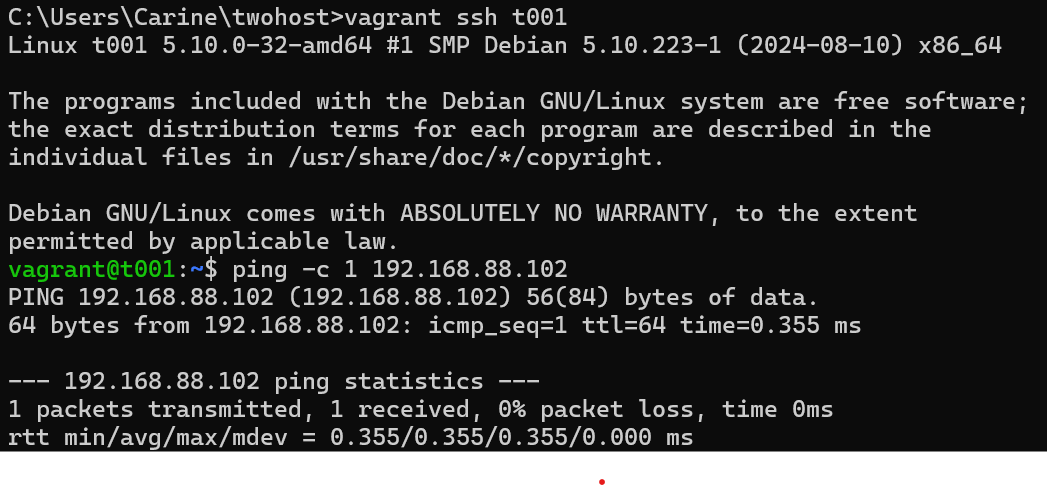 C:\Users\Carine\twohost>vagrant ssh t001
Linux t001 5.10.0-32-amd64 #1 SMP Debian 5.10.223-1 (2024-08-10) x86_64
The programs included with the Debian GNU/Linux system are free software;
the exact distribution terms for each program are described in the
individual files in /usr/share/doc/*/copyright.
Debian GNU/Linux comes with ABSOLUTELY NO WARRANTY, to the extent
permitted by applicable law.
vagrant@t001:~$ ping -c 1 192.168.88.102
PING 192.168.88.102 (192.168.88.102) 56(84) bytes of data.
64 bytes from 192.168.88.102: icmp_seq=1 ttl=64 time=0.355 ms
--- 192.168.88.102 ping statistics ---
1 packets transmitted, 1 received, 0% packet loss, time 0ms
rtt min/avg/max/mdev = 0.355/0.355/0.355/0.000 ms